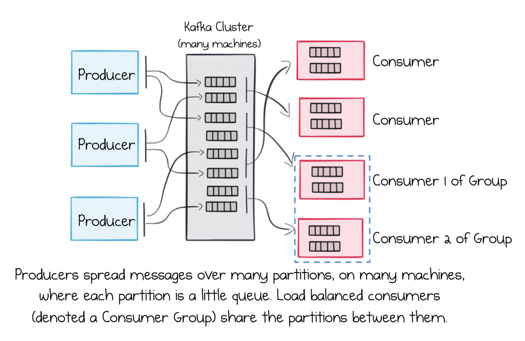 Kafka Cluster
(many machines)
Producer
Producer
Producer
Consumer
Consumer
Consumer 1 of Group
Consumer 2 of Group
Producers spread messages over many partitions, on many machines,
where each partition is a little queue. Load balanced consumers
(denoted a Consumer Group) share the partitions between them.